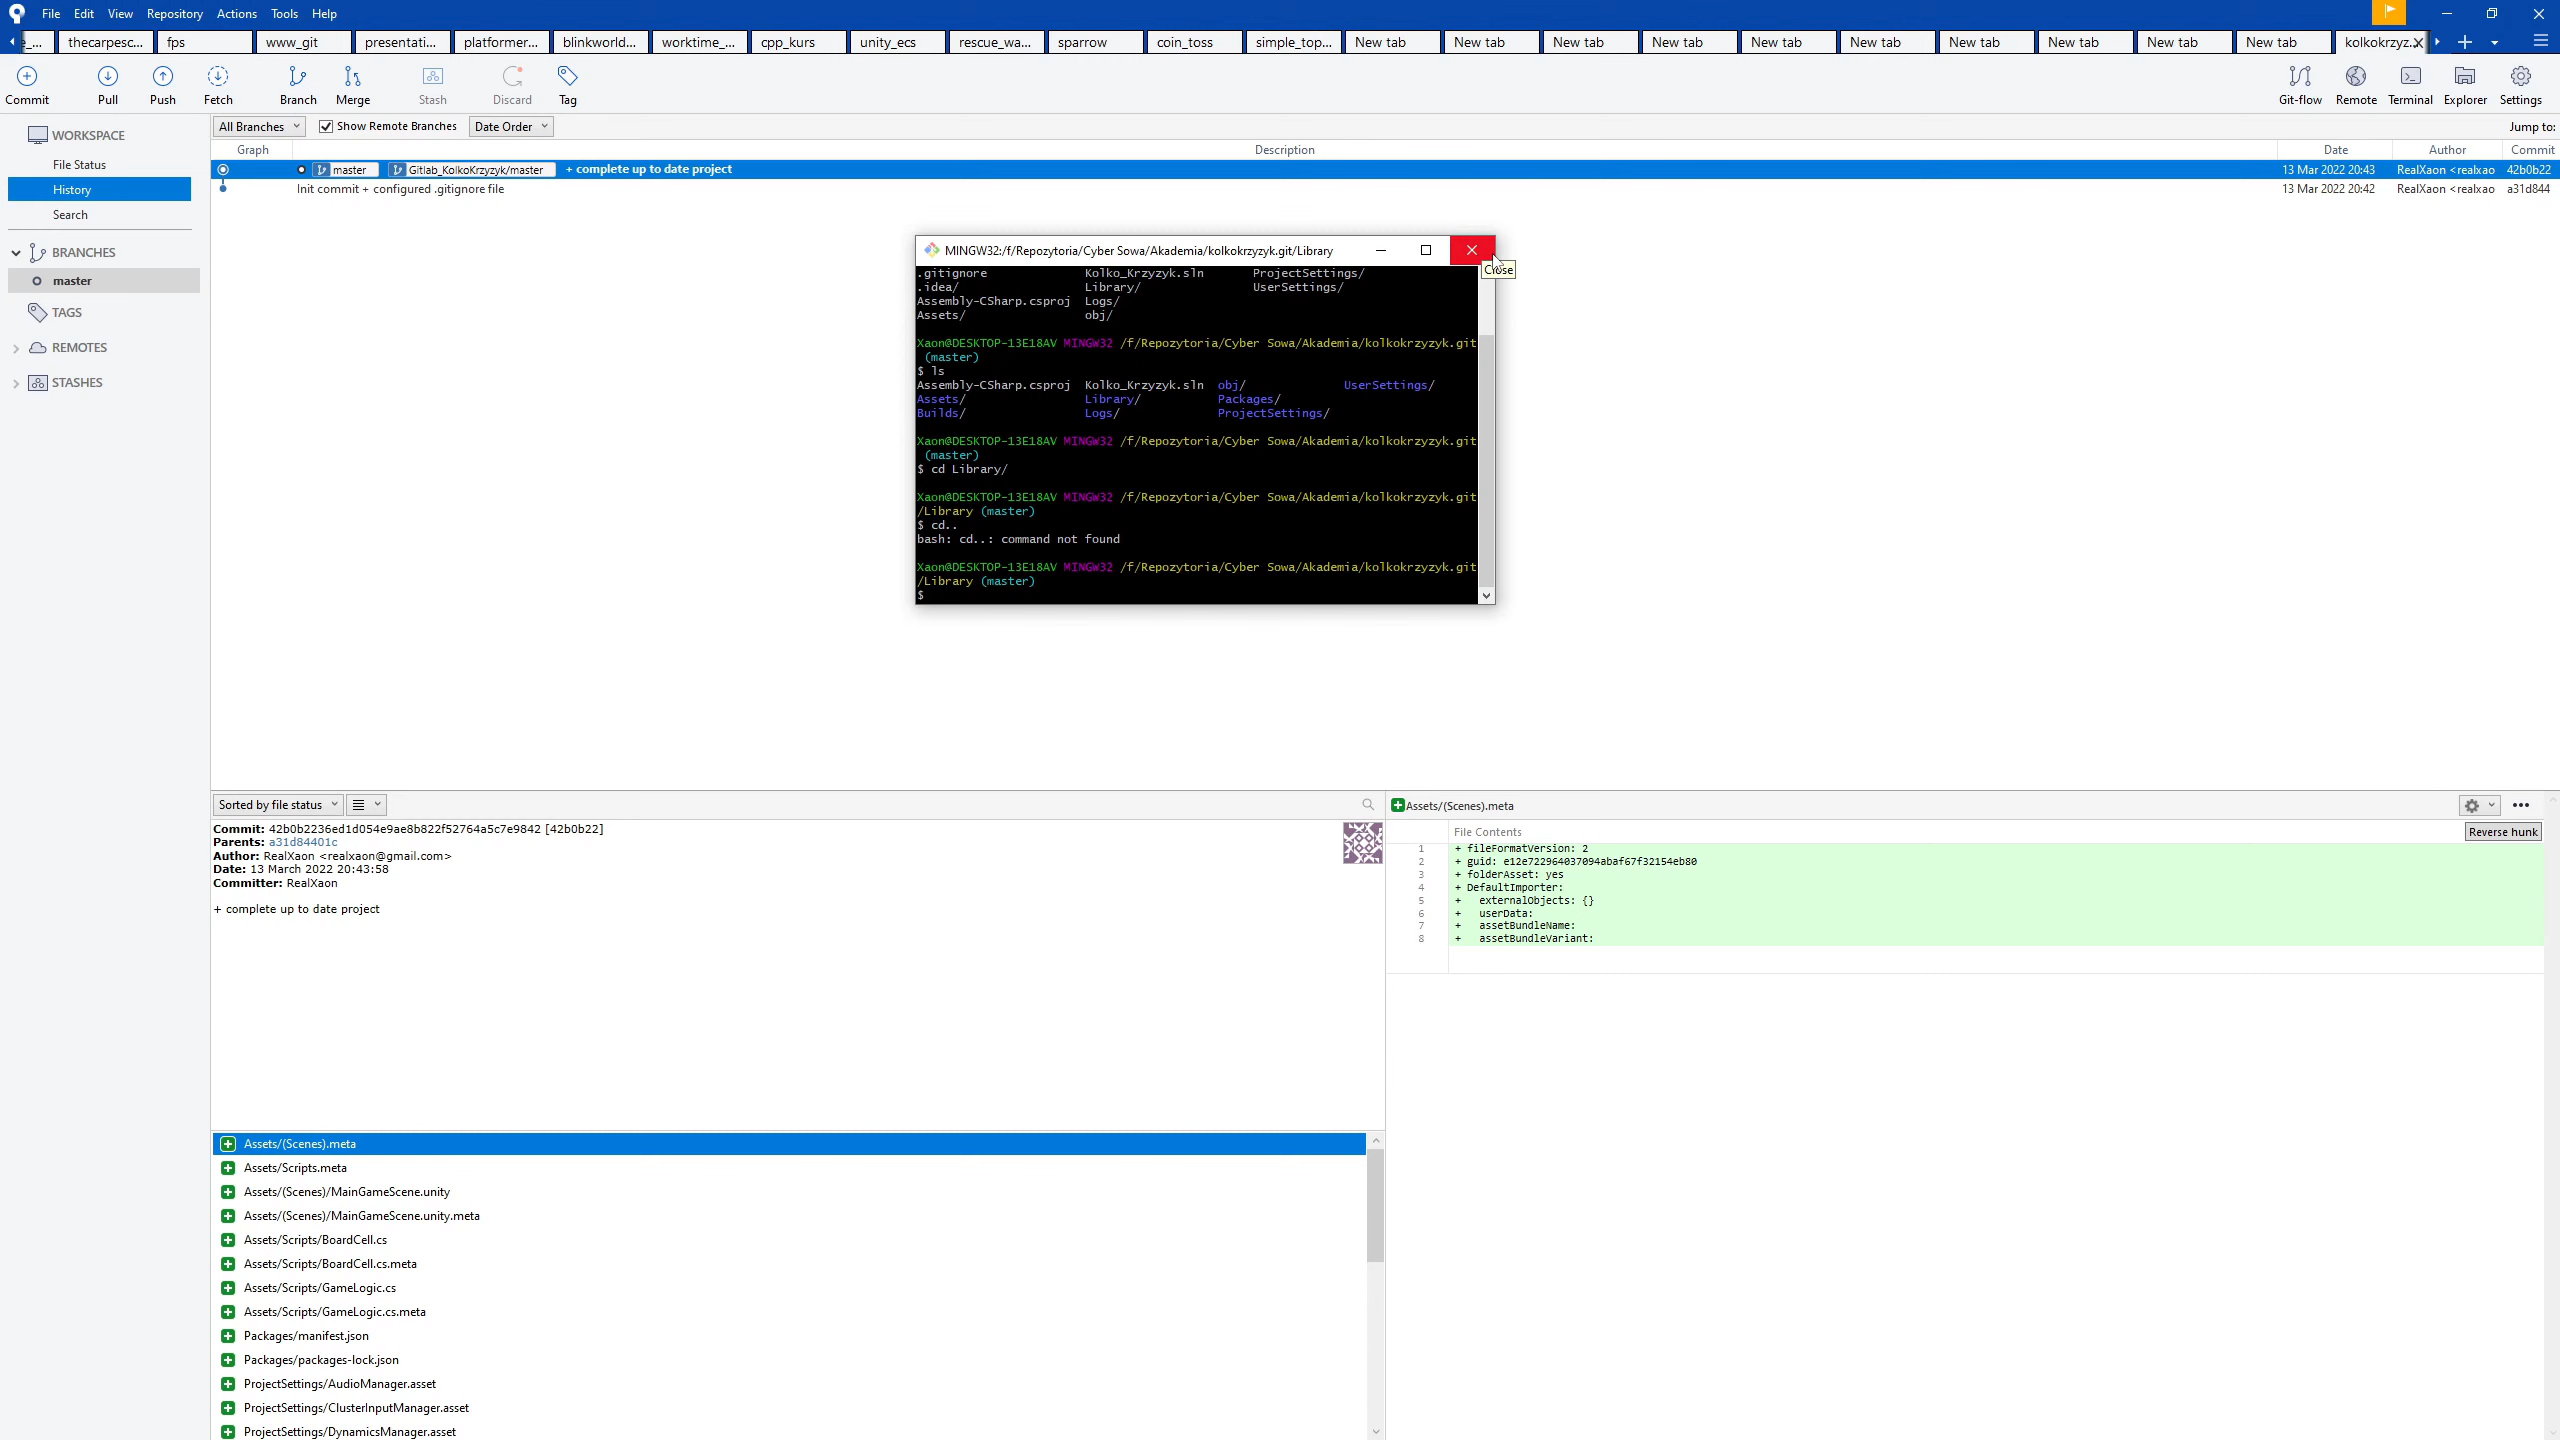 File Edit View Repository Actions Tools Help
e_... thecarpesc... fps www_git presentati... platformer... blinkworld... worktime_... cpp_kurs unity_ecs rescue_wa... sparrow coin_toss simple_top... New tab New tab New tab New tab New tab New tab New tab New tab New tab New tab kolkokrzyz...
Commit Pull Push Fetch Branch Merge Stash Discard Tag Git-flow Remote Terminal Explorer Settings
WORKSPACE
File Status
History
Search
BRANCHES
master
TAGS
REMOTES
STASHES
All Branches Show Remote Branches Date Order Jump to:
Graph Description Date Author Commit
master Gitlab_KolkoKrzyzyk/master + complete up to date project 13 Mar 2022 20:43 RealXaon <realxao 42b0b22
Init commit + configured .gitignore file 13 Mar 2022 20:42 RealXaon <realxao a31d844
MINGW32:/f/Repozytoria/Cyber Sowa/Akademia/kolkokrzyzyk.git/Library
Close
.gitignore Kolko_Krzyzyk.sln ProjectSettings/
.idea/ Library/ UserSettings/
Assembly-CSharp.csproj Logs/
Assets/ obj/
Xaon@DESKTOP-13E18AV MINGW32 /f/Repozytoria/Cyber Sowa/Akademia/kolkokrzyzyk.git
(master)
$ ls
Assembly-CSharp.csproj Kolko_Krzyzyk.sln obj/ UserSettings/
Assets/ Library/ Packages/
Builds/ Logs/ ProjectSettings/
Xaon@DESKTOP-13E18AV MINGW32 /f/Repozytoria/Cyber Sowa/Akademia/kolkokrzyzyk.git
(master)
$ cd Library/
Xaon@DESKTOP-13E18AV MINGW32 /f/Repozytoria/Cyber Sowa/Akademia/kolkokrzyzyk.git
/Library (master)
$ cd..
bash: cd..: command not found
Xaon@DESKTOP-13E18AV MINGW32 /f/Repozytoria/Cyber Sowa/Akademia/kolkokrzyzyk.git
/Library (master)
$
Sorted by file status
Commit: 42b0b2236ed1d054e9ae8b822f52764a5c7e9842 [42b0b22]
Parents: a31d84401c
Author: RealXaon <realxaon@gmail.com>
Date: 13 March 2022 20:43:58
Committer: RealXaon
+ complete up to date project
Assets/(Scenes).meta
Assets/Scripts.meta
Assets/(Scenes)/MainGameScene.unity
Assets/(Scenes)/MainGameScene.unity.meta
Assets/Scripts/BoardCell.cs
Assets/Scripts/BoardCell.cs.meta
Assets/Scripts/GameLogic.cs
Assets/Scripts/GameLogic.cs.meta
Packages/manifest.json
Packages/packages-lock.json
ProjectSettings/AudioManager.asset
ProjectSettings/ClusterInputManager.asset
ProjectSettings/DynamicsManager.asset
Assets/(Scenes).meta
File Contents Reverse hunk
1 + fileFormatVersion: 2
2 + guid: e12e722964037094abaf67f32154eb80
3 + folderAsset: yes
4 + DefaultImporter:
5 + externalObjects: {}
6 + userData:
7 + assetBundleName:
8 + assetBundleVariant: